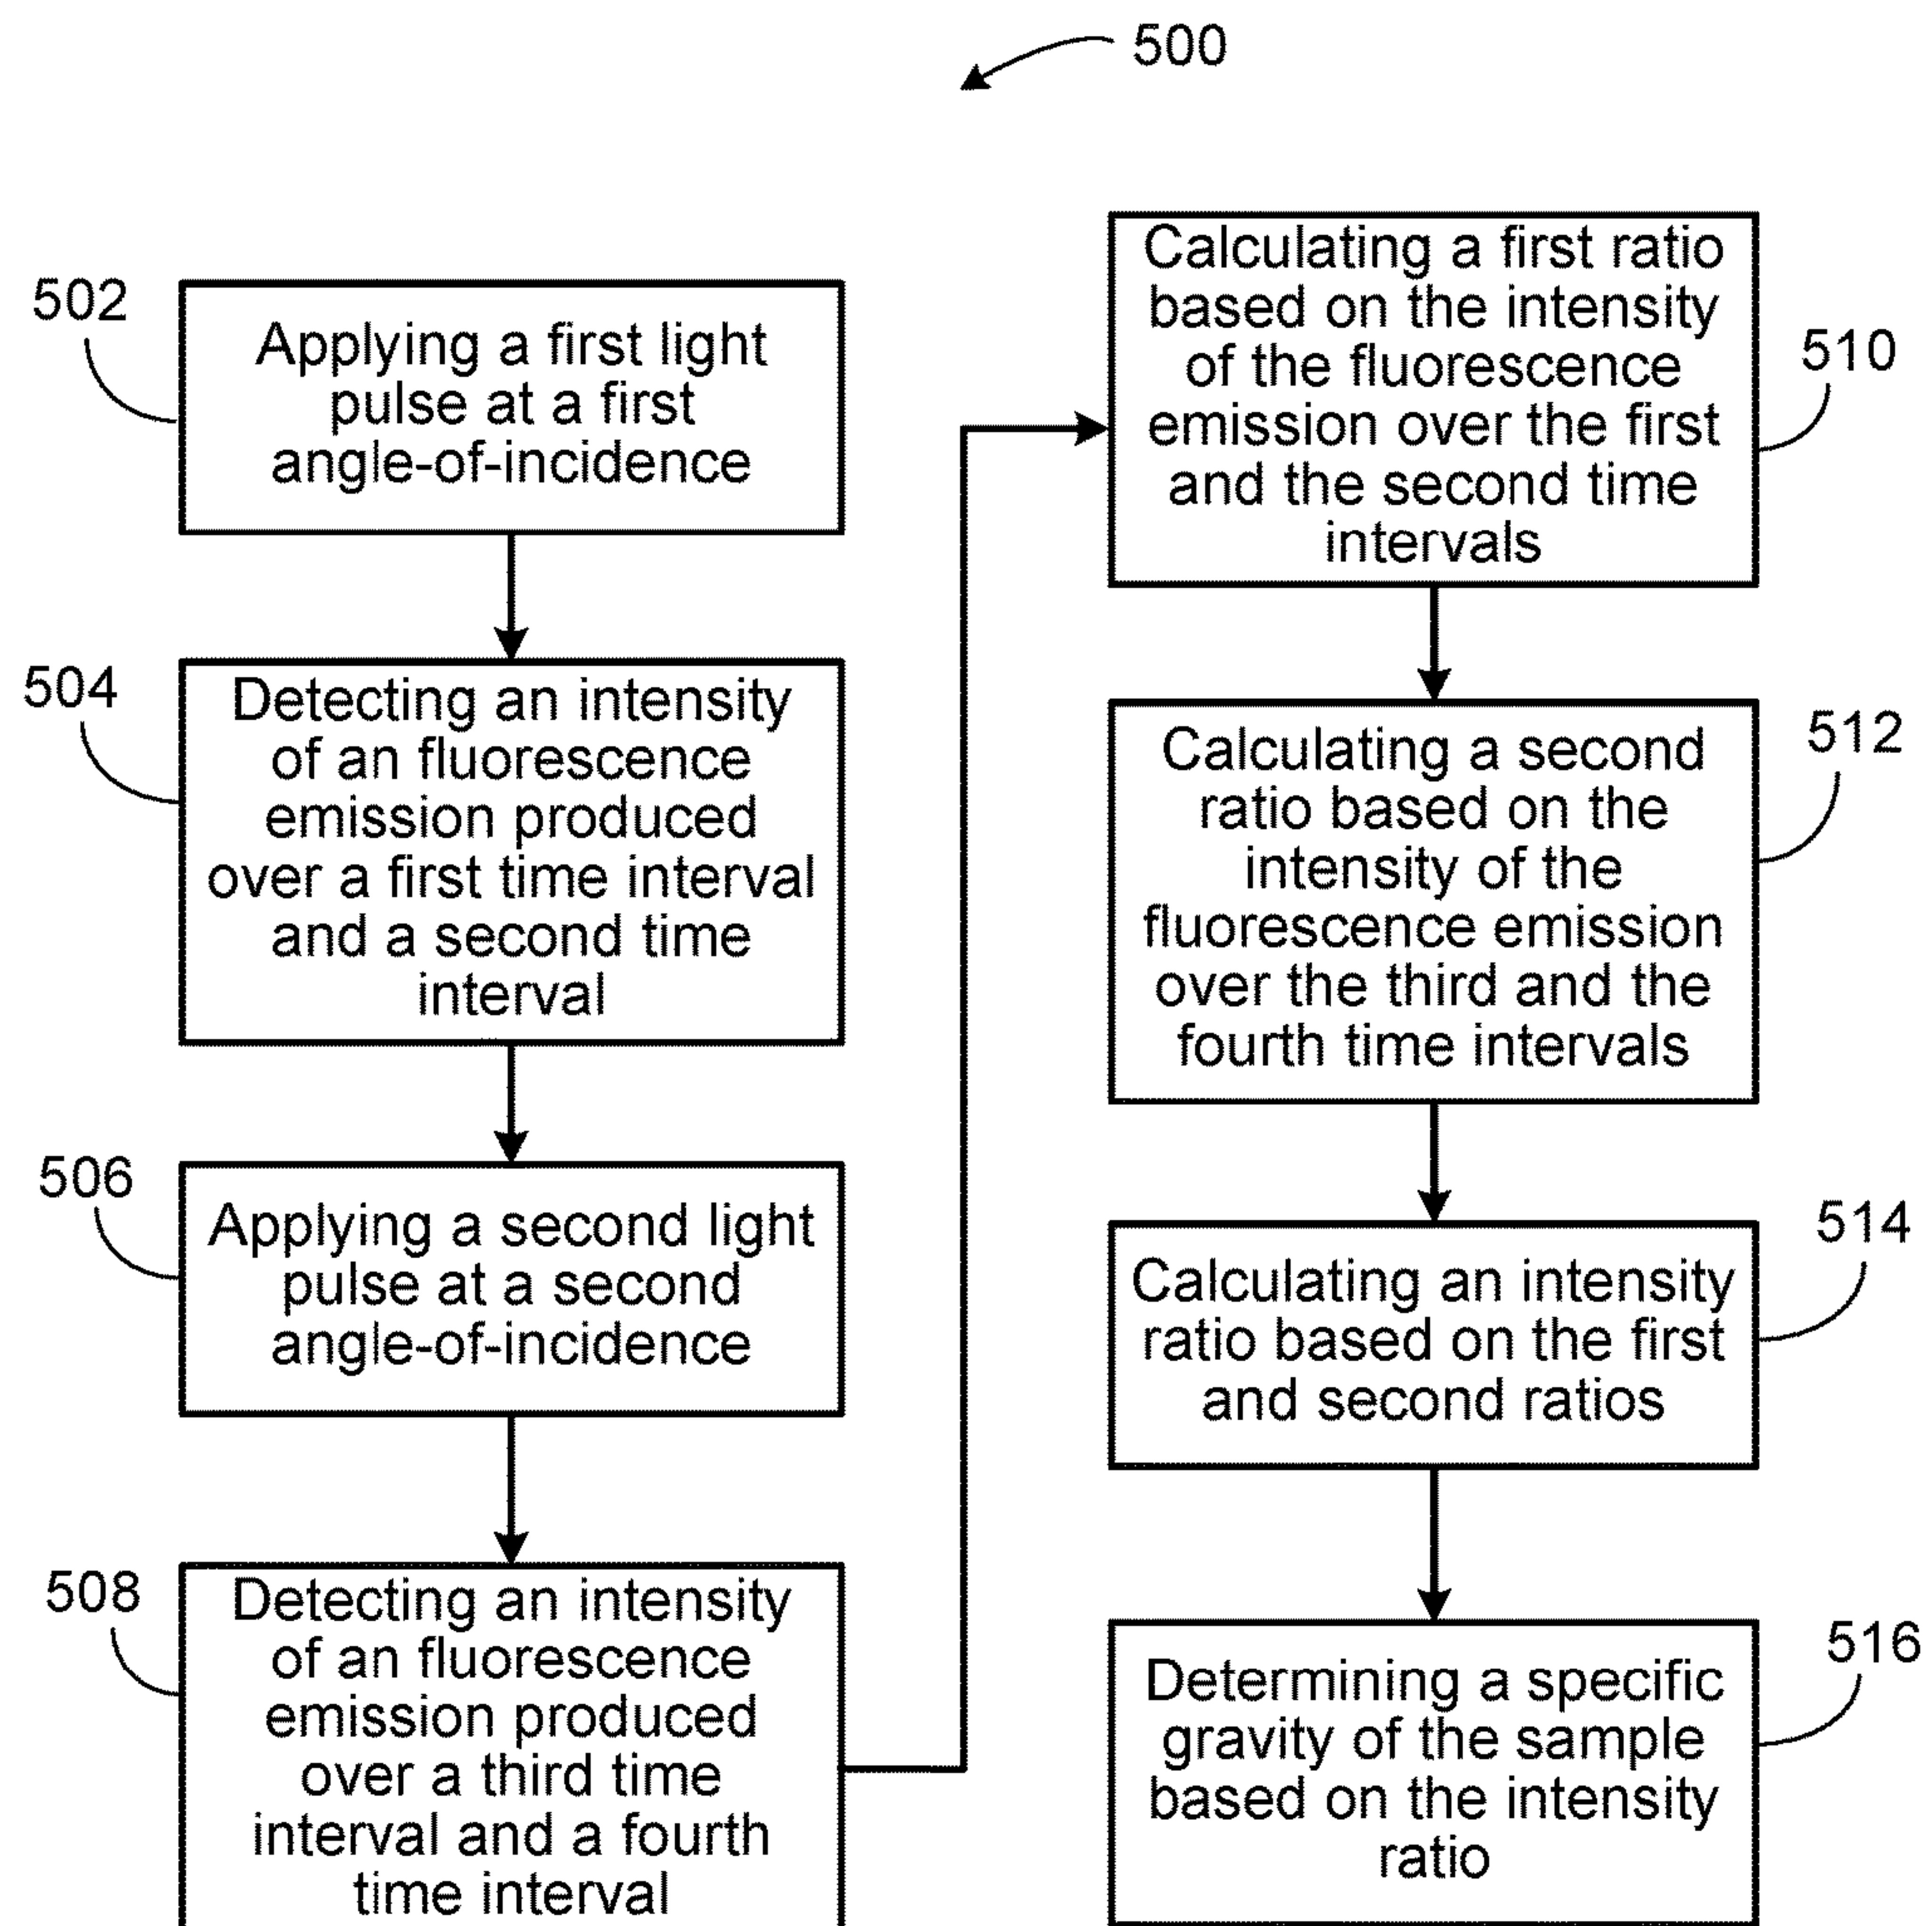 500
502
Applying a first light
pulse at a first
angle-of-incidence
504
Detecting an intensity
of an fluorescence
emission produced
over a first time interval
and a second time
interval
506
Applying a second light
pulse at a second
angle-of-incidence
508
Detecting an intensity
of an fluorescence
emission produced
over a third time
interval and a fourth
time interval
Calculating a first ratio
based on the intensity
of the fluorescence
emission over the first
and the second time
intervals
510
Calculating a second
ratio based on the
intensity of the
fluorescence emission
over the third and the
fourth time intervals
512
Calculating an intensity
ratio based on the first
and second ratios
514
Determining a specific
gravity of the sample
based on the intensity
ratio
516